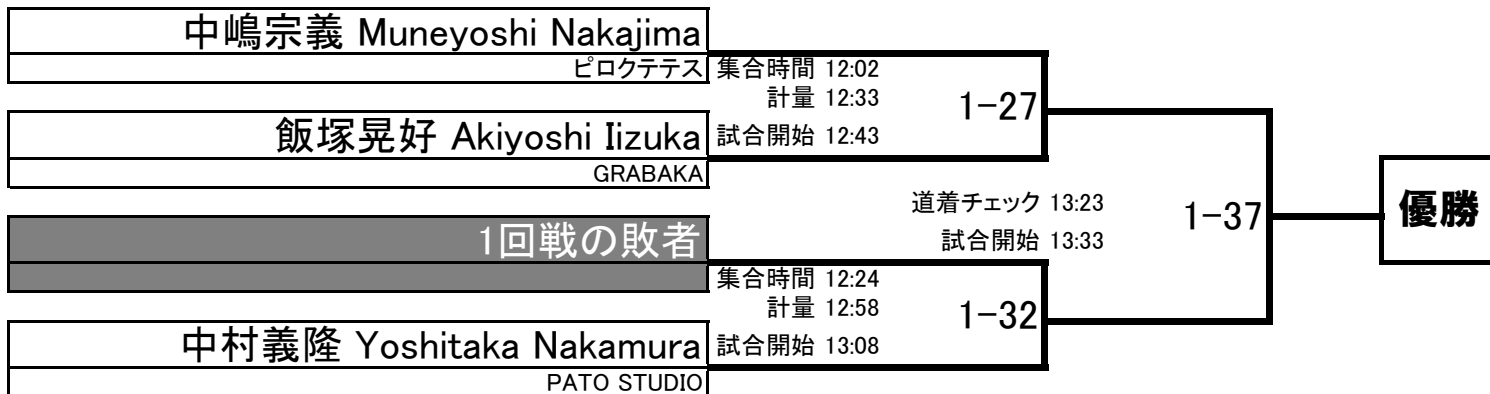 中嶋宗義 Muneyoshi Nakajima
ピロクテテス
集合時間 12:02
計量 12:33
1-27
飯塚晃好 Akiyoshi Iizuka
試合開始 12:43
GRABAKA
道着チェック 13:23
1-37
優勝
1回戦の敗者
試合開始 13:33
集合時間 12:24
計量 12:58
1-32
中村義隆 Yoshitaka Nakamura
試合開始 13:08
PATO STUDIO